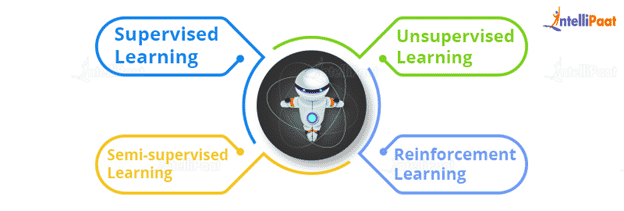 intelliPaat
Supervised
Learning
Unsupervised
Learning
Semi-supervised
Learning
Reinforcement
Learning